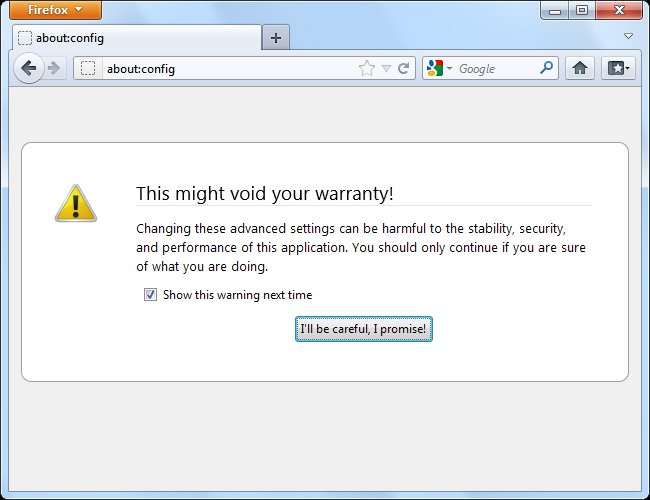 Firefox
about:config
about:config
Google
This might void your warranty!
Changing these advanced settings can be harmful to the stability, security,
and performance of this application. You should only continue if you are sure
of what you are doing.
Show this warning next time
I'll be careful, I promise!